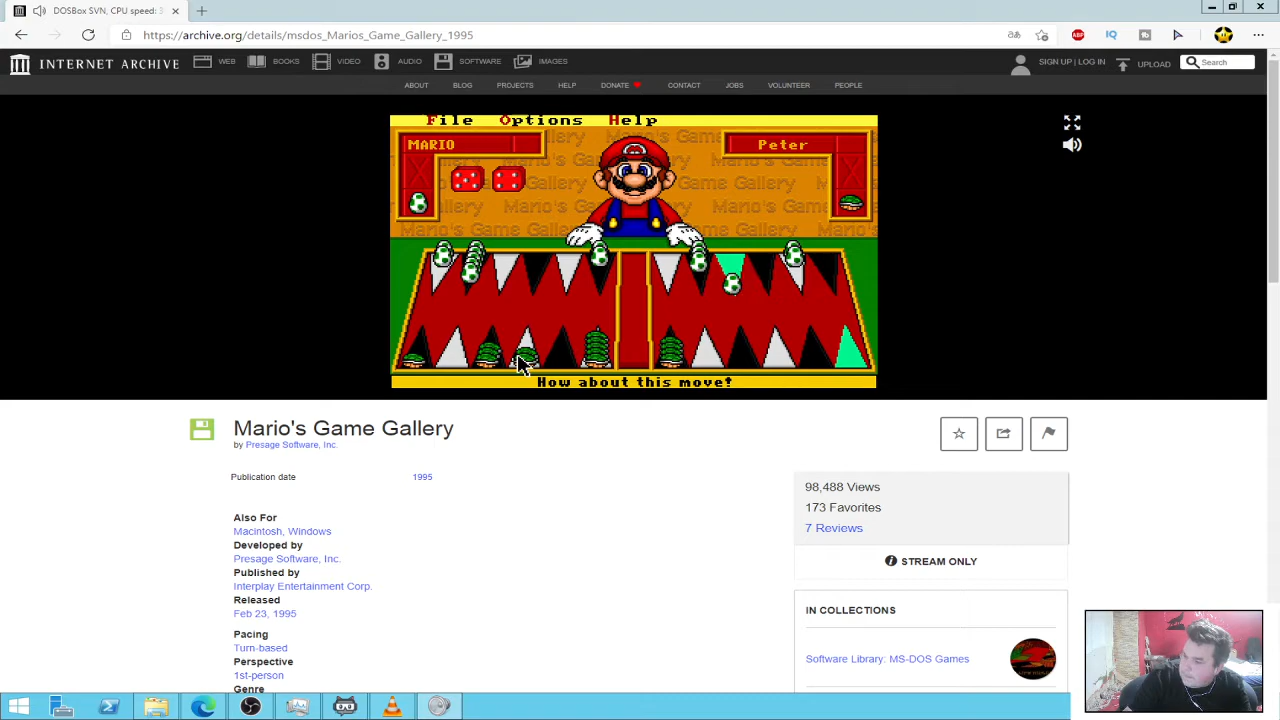 DOSBox SVN, CPU speed: 3
https://archive.org/details/msdos_Marios_Game_Gallery_1995
ABP
IQ
INTERNET ARCHIVE
WEB
BOOKS
VIDEO
AUDIO
SOFTWARE
IMAGES
SIGN UP | LOG IN
UPLOAD
Search
ABOUT
BLOG
PROJECTS
HELP
DONATE
CONTACT
JOBS
VOLUNTEER
PEOPLE
File Options Help
MARIO
Peter
Mario's Game Gallery
How about this move!
Mario's Game Gallery
by Presage Software, Inc.
Publication date 1995
Also For
Macintosh, Windows
Developed by
Presage Software, Inc.
Published by
Interplay Entertainment Corp.
Released
Feb 23, 1995
Pacing
Turn-based
Perspective
1st-person
Genre
98,488 Views
173 Favorites
7 Reviews
STREAM ONLY
IN COLLECTIONS
Software Library: MS-DOS Games